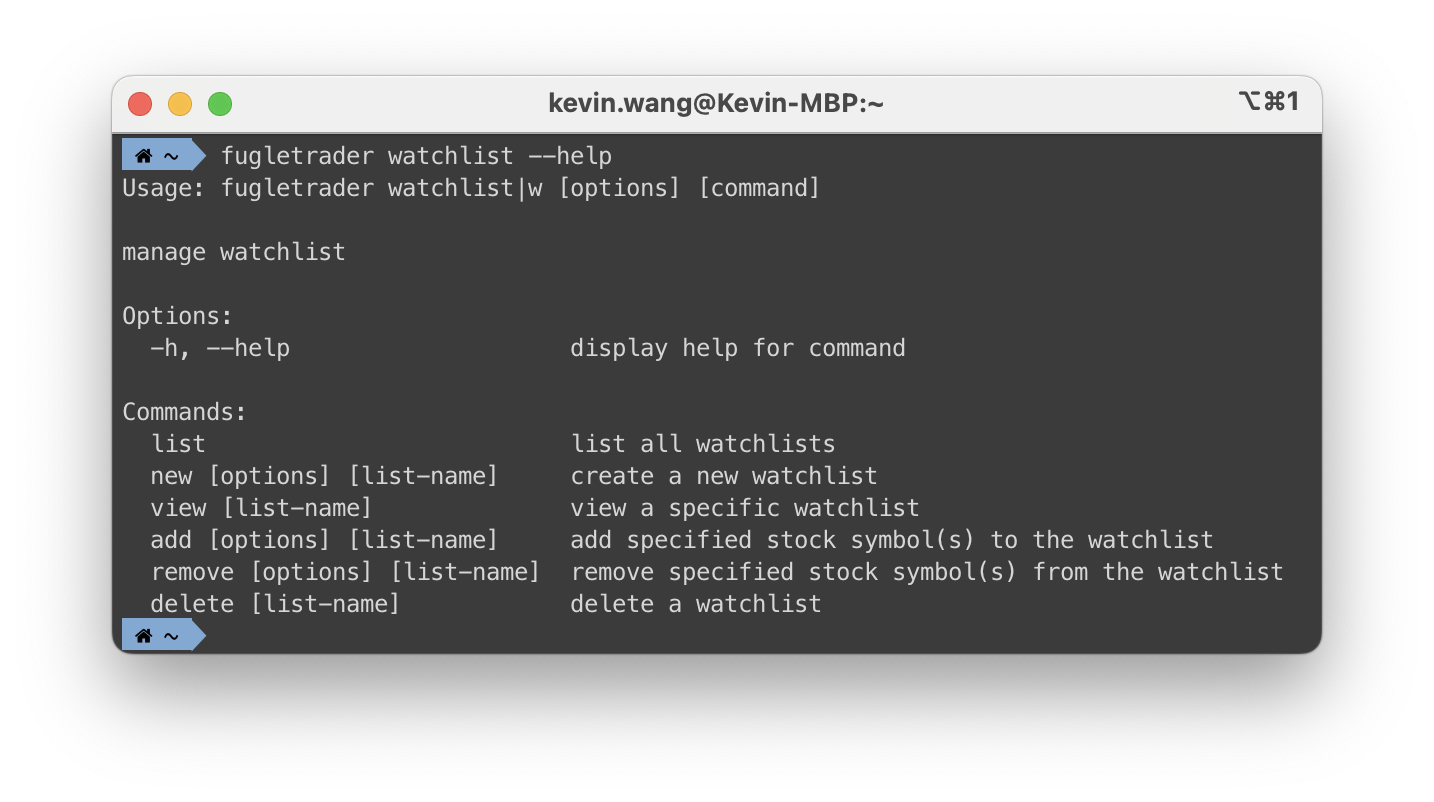 kevin.wang@Kevin-MBP:~
⌥⌘1
~ fugletrader watchlist --help
Usage: fugletrader watchlist|w [options] [command]
manage watchlist
Options:
-h, --help display help for command
Commands:
list list all watchlists
new [options] [list-name] create a new watchlist
view [list-name] view a specific watchlist
add [options] [list-name] add specified stock symbol(s) to the watchlist
remove [options] [list-name] remove specified stock symbol(s) from the watchlist
delete [list-name] delete a watchlist
~